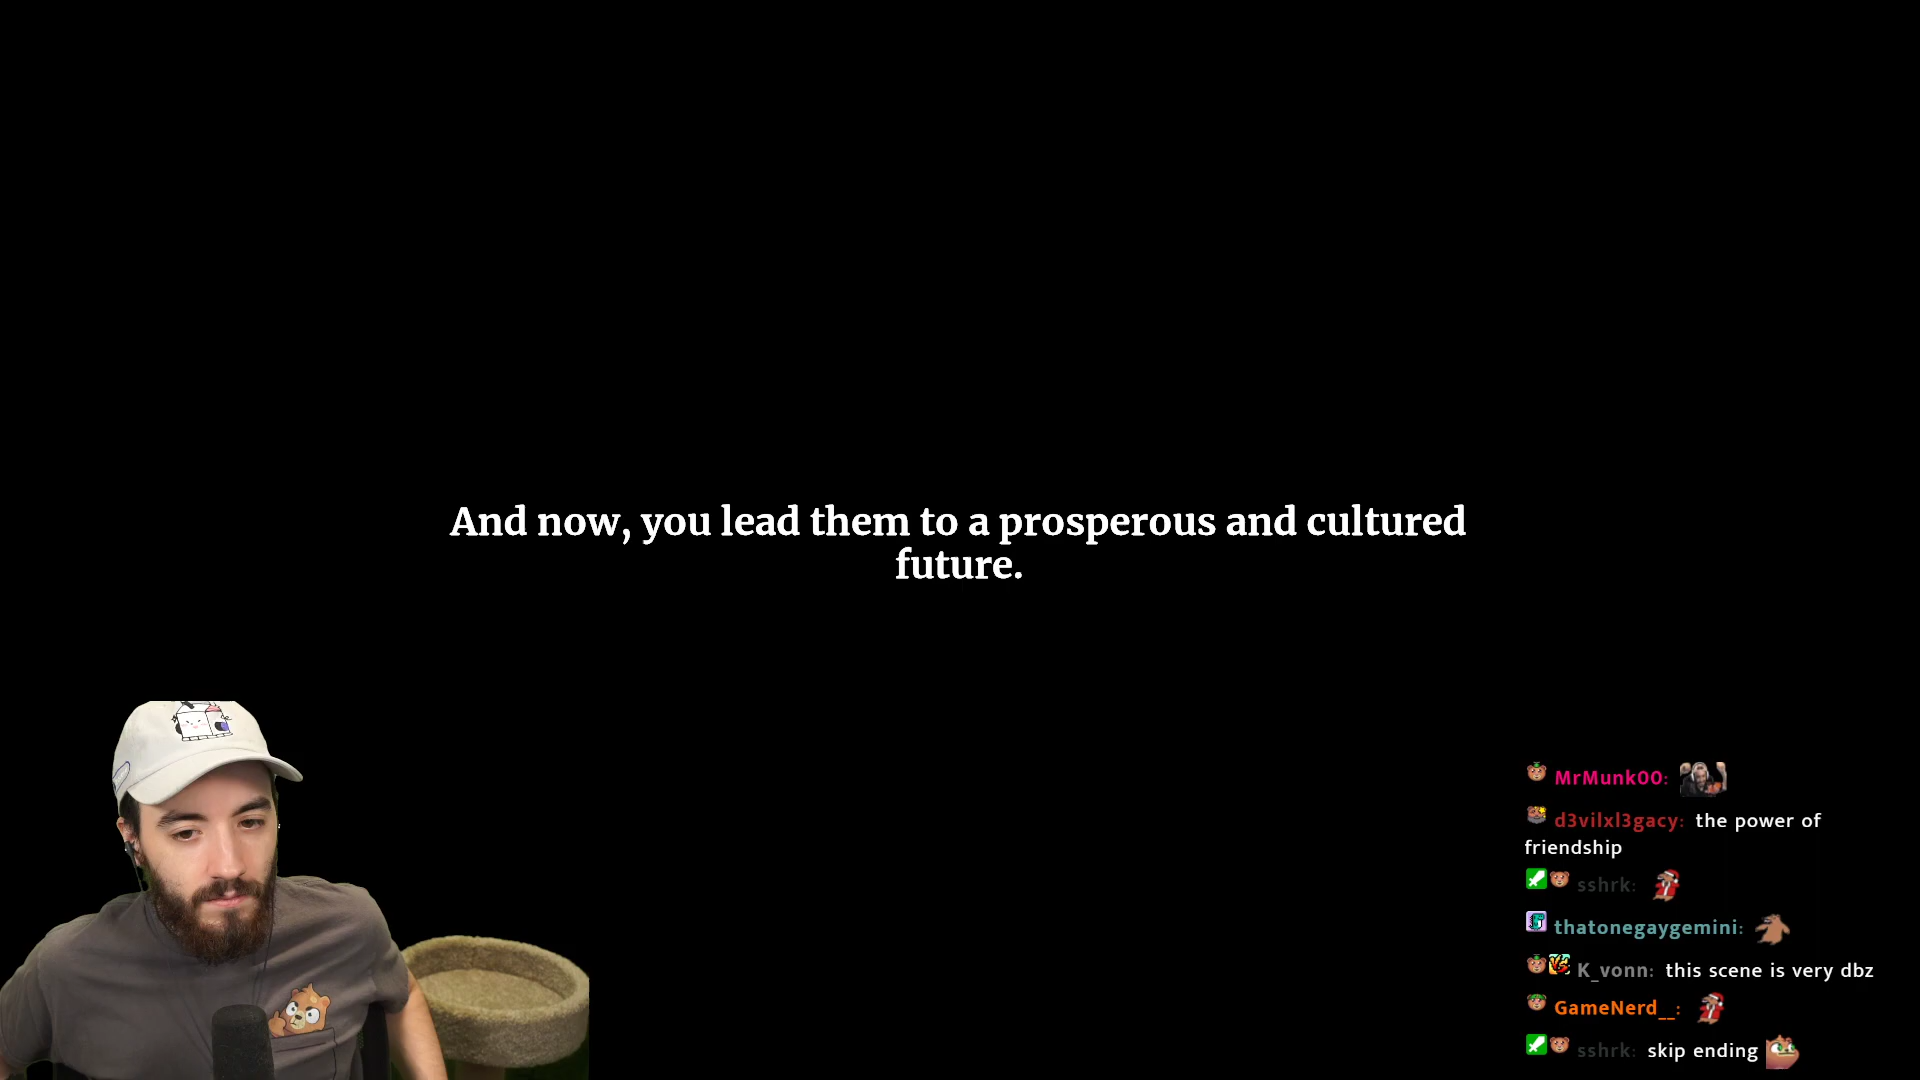 And now, you lead them to a prosperous and cultured
future.
MrMunk00:
d3vilxl3gacy: the power of
friendship
sshrk:
thatonegaygemini:
K_vonn: this scene is very dbz
GameNerd__:
sshrk: skip ending